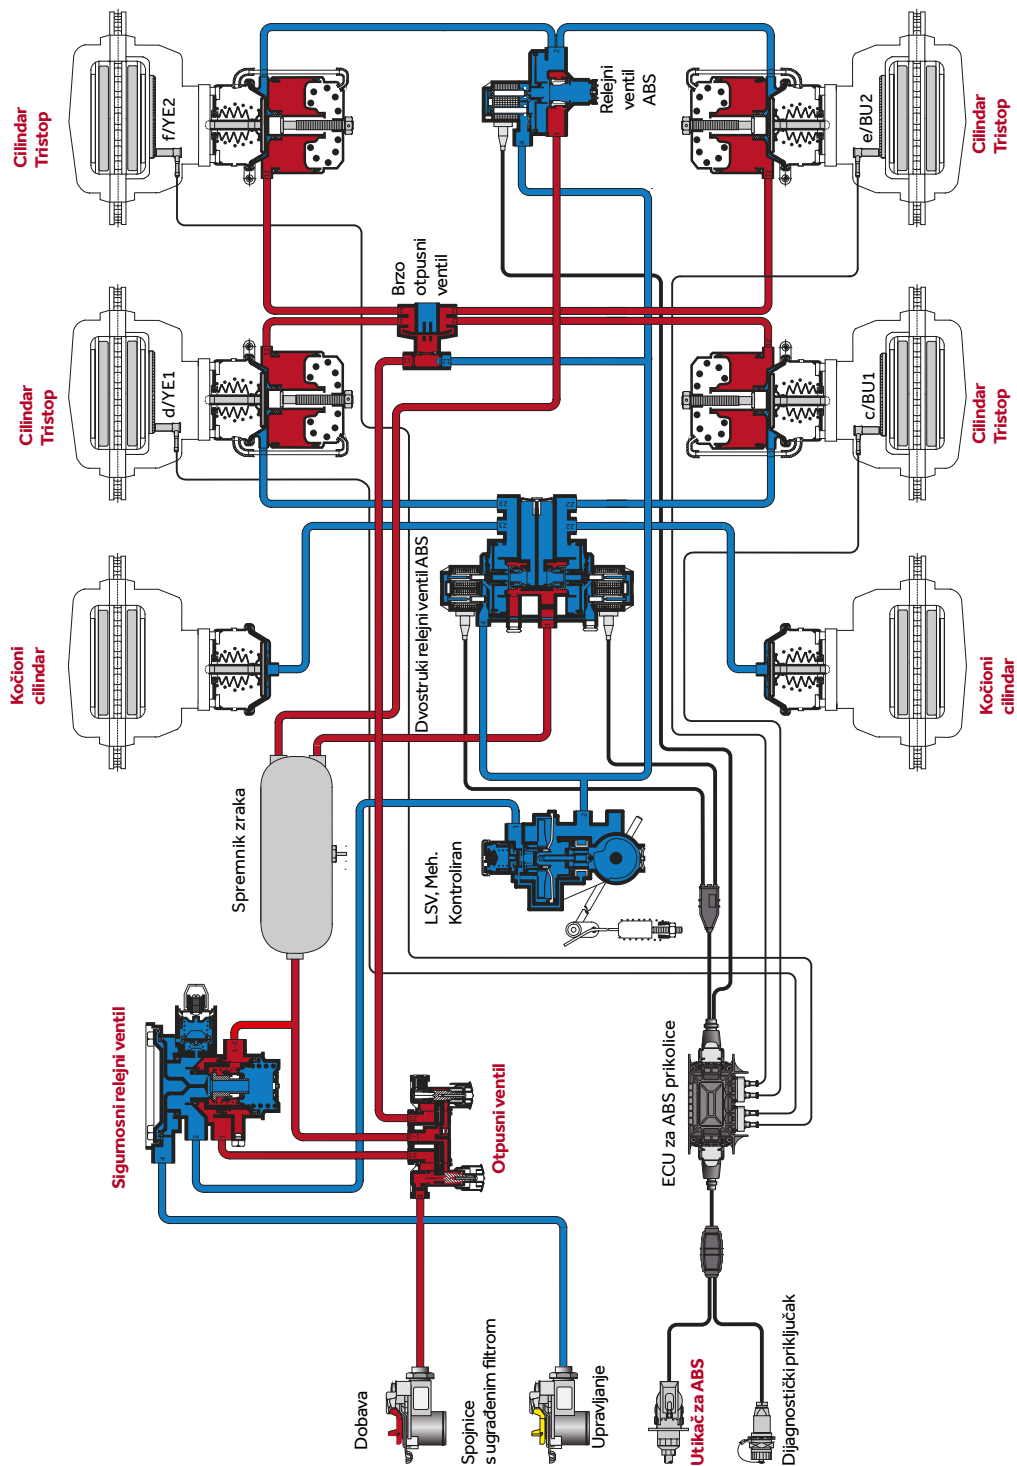 Cilindar
Tristop
f/YE2
Relejni
ventil
ABS
e/BU2
Cilindar
Tristop
Brzo
otpusni
ventil
Cilindar
Tristop
d/YE1
c/BU1
Cilindar
Tristop
Kočioni
cilindar
Dvostruki relejni ventil ABS
Kočioni
cilindar
Spremnik zraka
LSV, Meh.
Kontroliran
Sigurnosni relejni ventil
Otpusni ventil
ECU za ABS prikolice
Dobava
Spojnice
s ugrađenim filtrom
Upravljanje
Utikač za ABS
Dijagnostički priključak